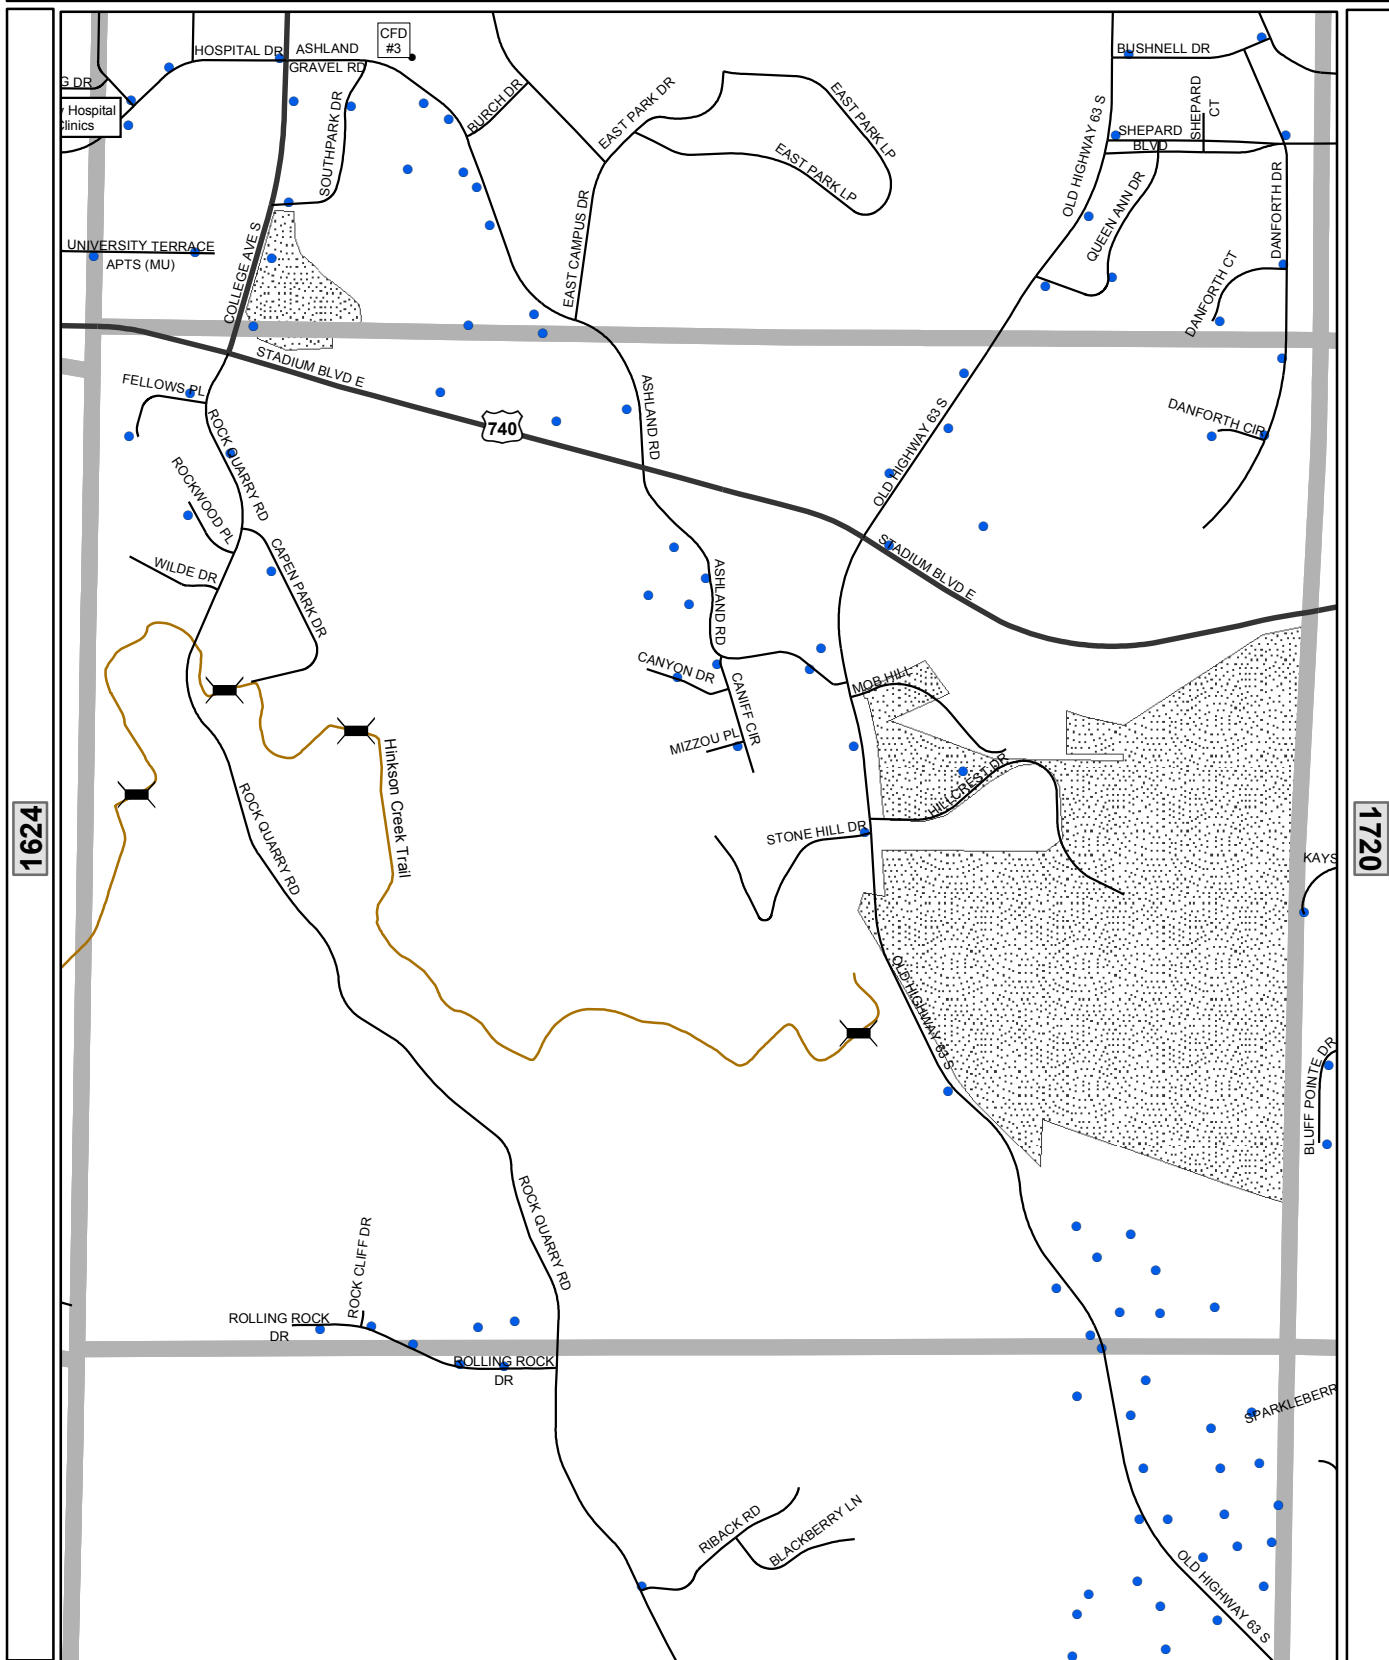 HOSPITAL DR
ASHLAND
GRAVEL RD
CFD
#3
BUSHNELL DR
G DR
Hospital
Clinics
SOUTHPARK DR
BURCH DR
EAST PARK DR
EAST PARK LP
EAST PARK LP
OLD HIGHWAY 63 S
SHEPARD
CT
SHEPARD
BLVD
QUEEN ANN DR
DANFORTH DR
UNIVERSITY TERRACE
APTS (MU)
COLLEGE AVE S
EAST CAMPUS DR
DANFORTH CT
STADIUM BLVD E
FELLOWS PL
740
ASHLAND RD
OLD HIGHWAY 63 S
DANFORTH CIR
ROCK QUARRY RD
ROCKWOOD PL
WILDE DR
CAPEN PARK DR
ASHLAND RD
STADIUM BLVD E
CANYON DR
CANIFF CIR
MOB HILL
MIZZOU PL
Hinkson Creek Trail
HILLCREST DR
ROCK QUARRY RD
STONE HILL DR
1624
1720
KAYS
OLD HIGHWAY 63 S
BLUFF POINTE DR
ROCK QUARRY RD
ROCK CLIFF DR
ROLLING ROCK
DR
ROLLING ROCK
DR
SPARKLEBERR
RIBACK RD
BLACKBERRY LN
OLD HIGHWAY 63 S